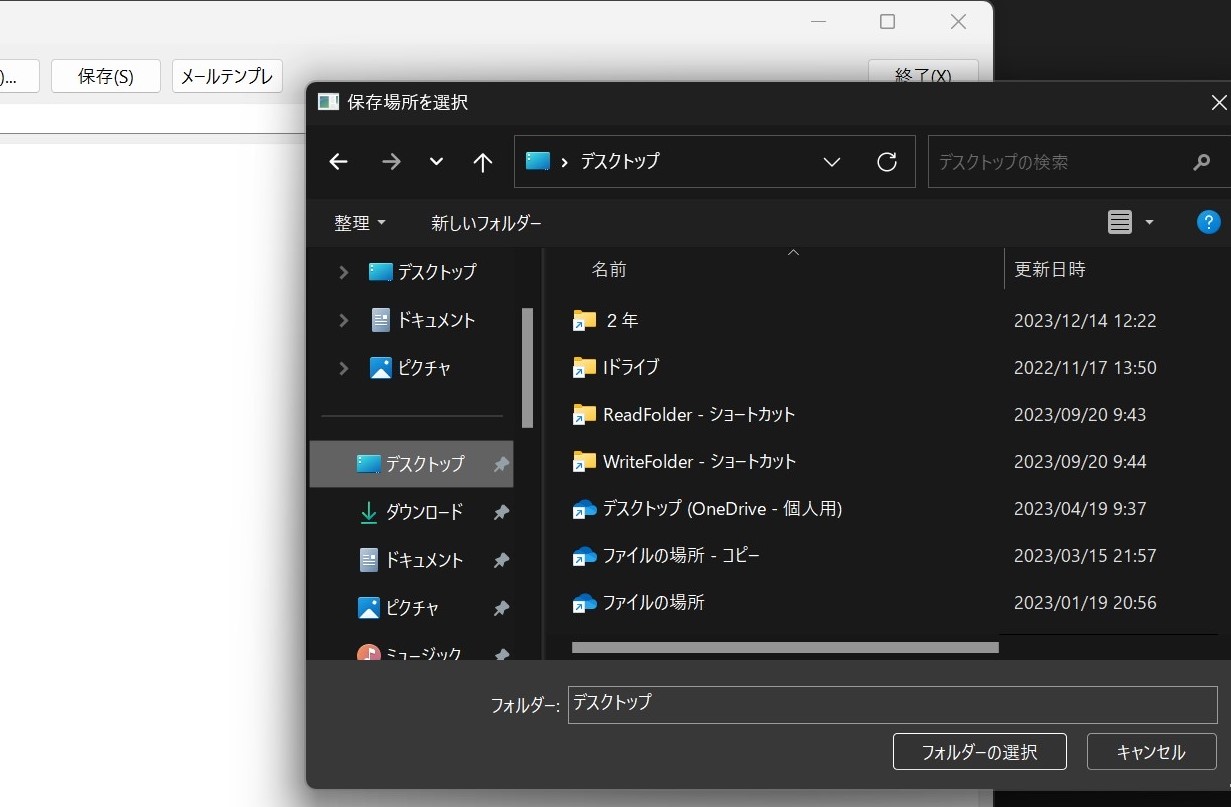 )...
保存(S)
メールテンプレ
終了(X)
保存場所を選択
デスクトップ
デスクトップの検索
整理
新しいフォルダー
?
デスクトップ
ドキュメント
ピクチャ
デスクトップ
ダウンロード
ドキュメント
ピクチャ
ミュージック
名前
更新日時
２年
2023/12/14 12:22
Iドライブ
2022/11/17 13:50
ReadFolder - ショートカット
2023/09/20 9:43
WriteFolder - ショートカット
2023/09/20 9:44
デスクトップ (OneDrive - 個人用)
2023/04/19 9:37
ファイルの場所 - コピー
2023/03/15 21:57
ファイルの場所
2023/01/19 20:56
フォルダー: デスクトップ
フォルダーの選択
キャンセル